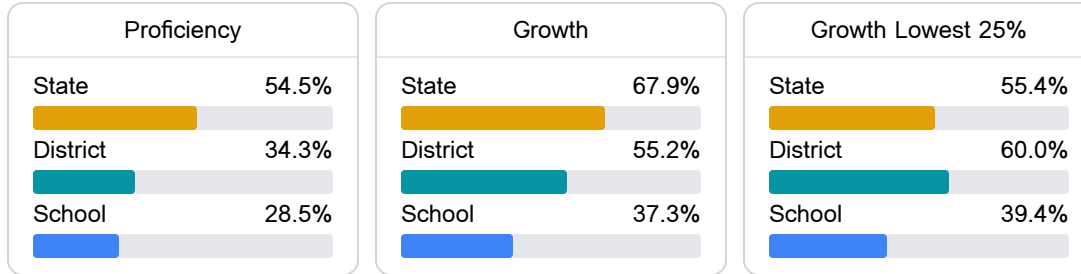 Proficiency
State 54.5%
District 34.3%
School 28.5%
Growth
State 67.9%
District 55.2%
School 37.3%
Growth Lowest 25%
State 55.4%
District 60.0%
School 39.4%